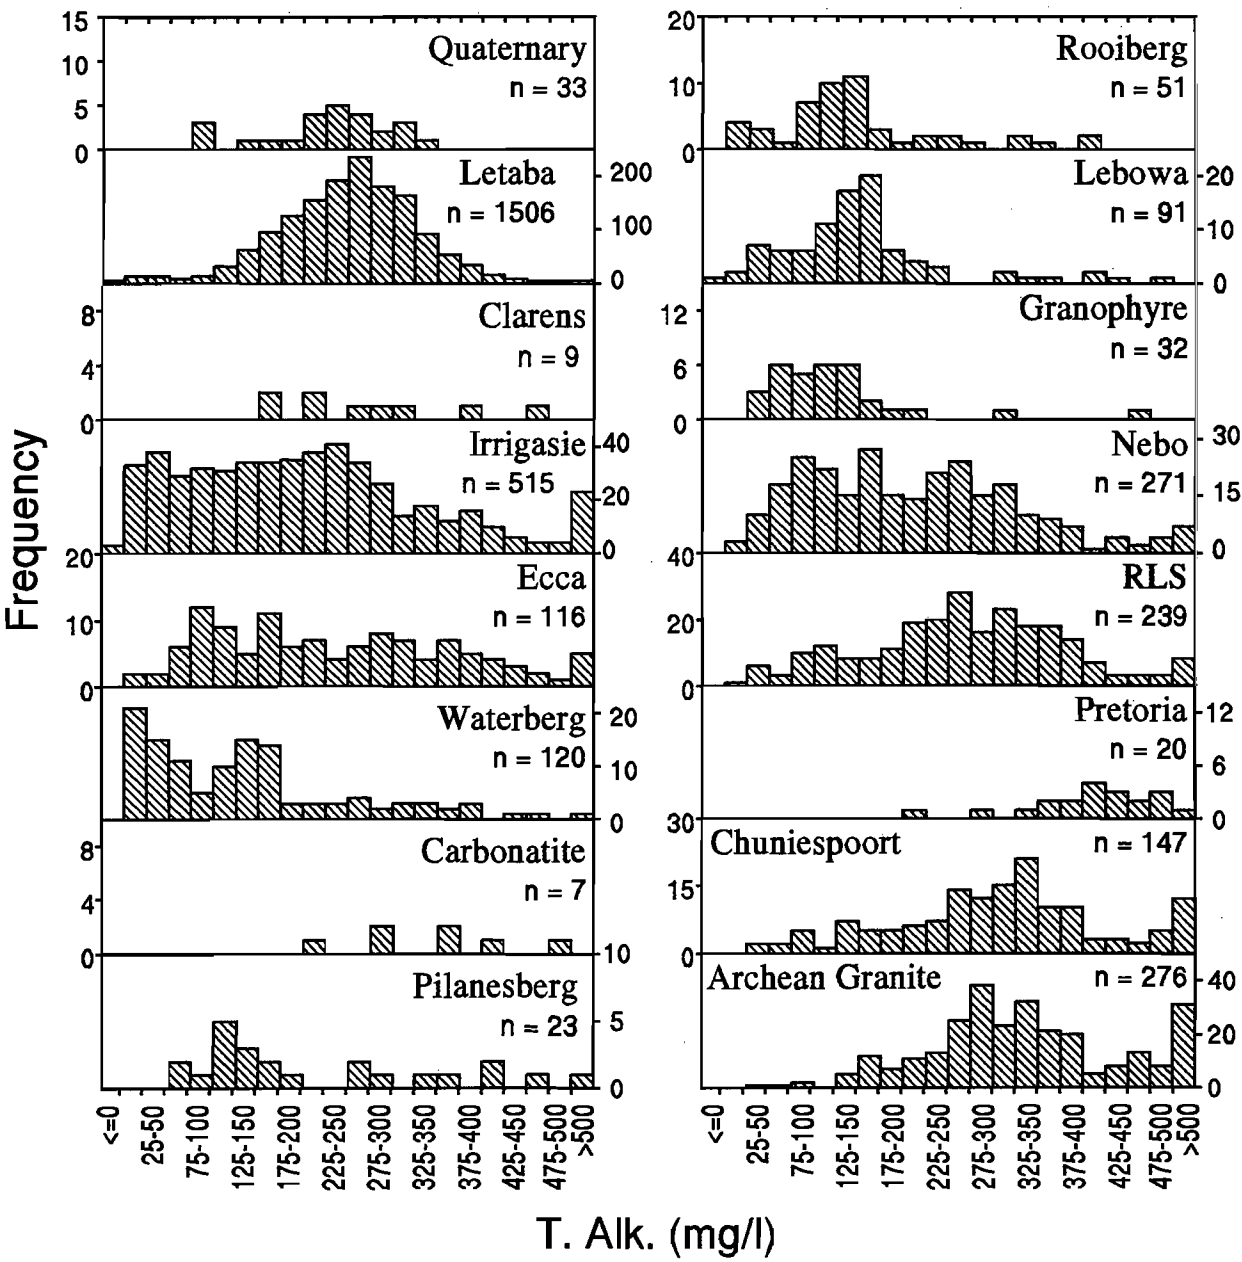 Frequency
15
10
5
0
Quaternary
n = 33
Letaba
n = 1506
200
100
0
8
4
0
Clarens
n = 9
Irrigasie
n = 515
40
20
0
20
10
0
Ecca
n = 116
Waterberg
n = 120
20
10
0
8
4
0
Carbonatite
n = 7
Pilanesberg
n = 23
10
5
0
<=0
25-50
75-100
125-150
175-200
225-250
275-300
325-350
375-400
425-450
475-500
>500
20
10
0
Rooiberg
n = 51
Lebowa
n = 91
20
10
0
12
6
0
Granophyre
n = 32
Nebo
n = 271
30
15
0
40
20
0
RLS
n = 239
Pretoria
n = 20
12
6
0
30
15
0
Chuniespoort n = 147
Archean Granite n = 276
40
20
0
<=0
25-50
75-100
125-150
175-200
225-250
275-300
325-350
375-400
425-450
475-500
>500
T. Alk. (mg/l)